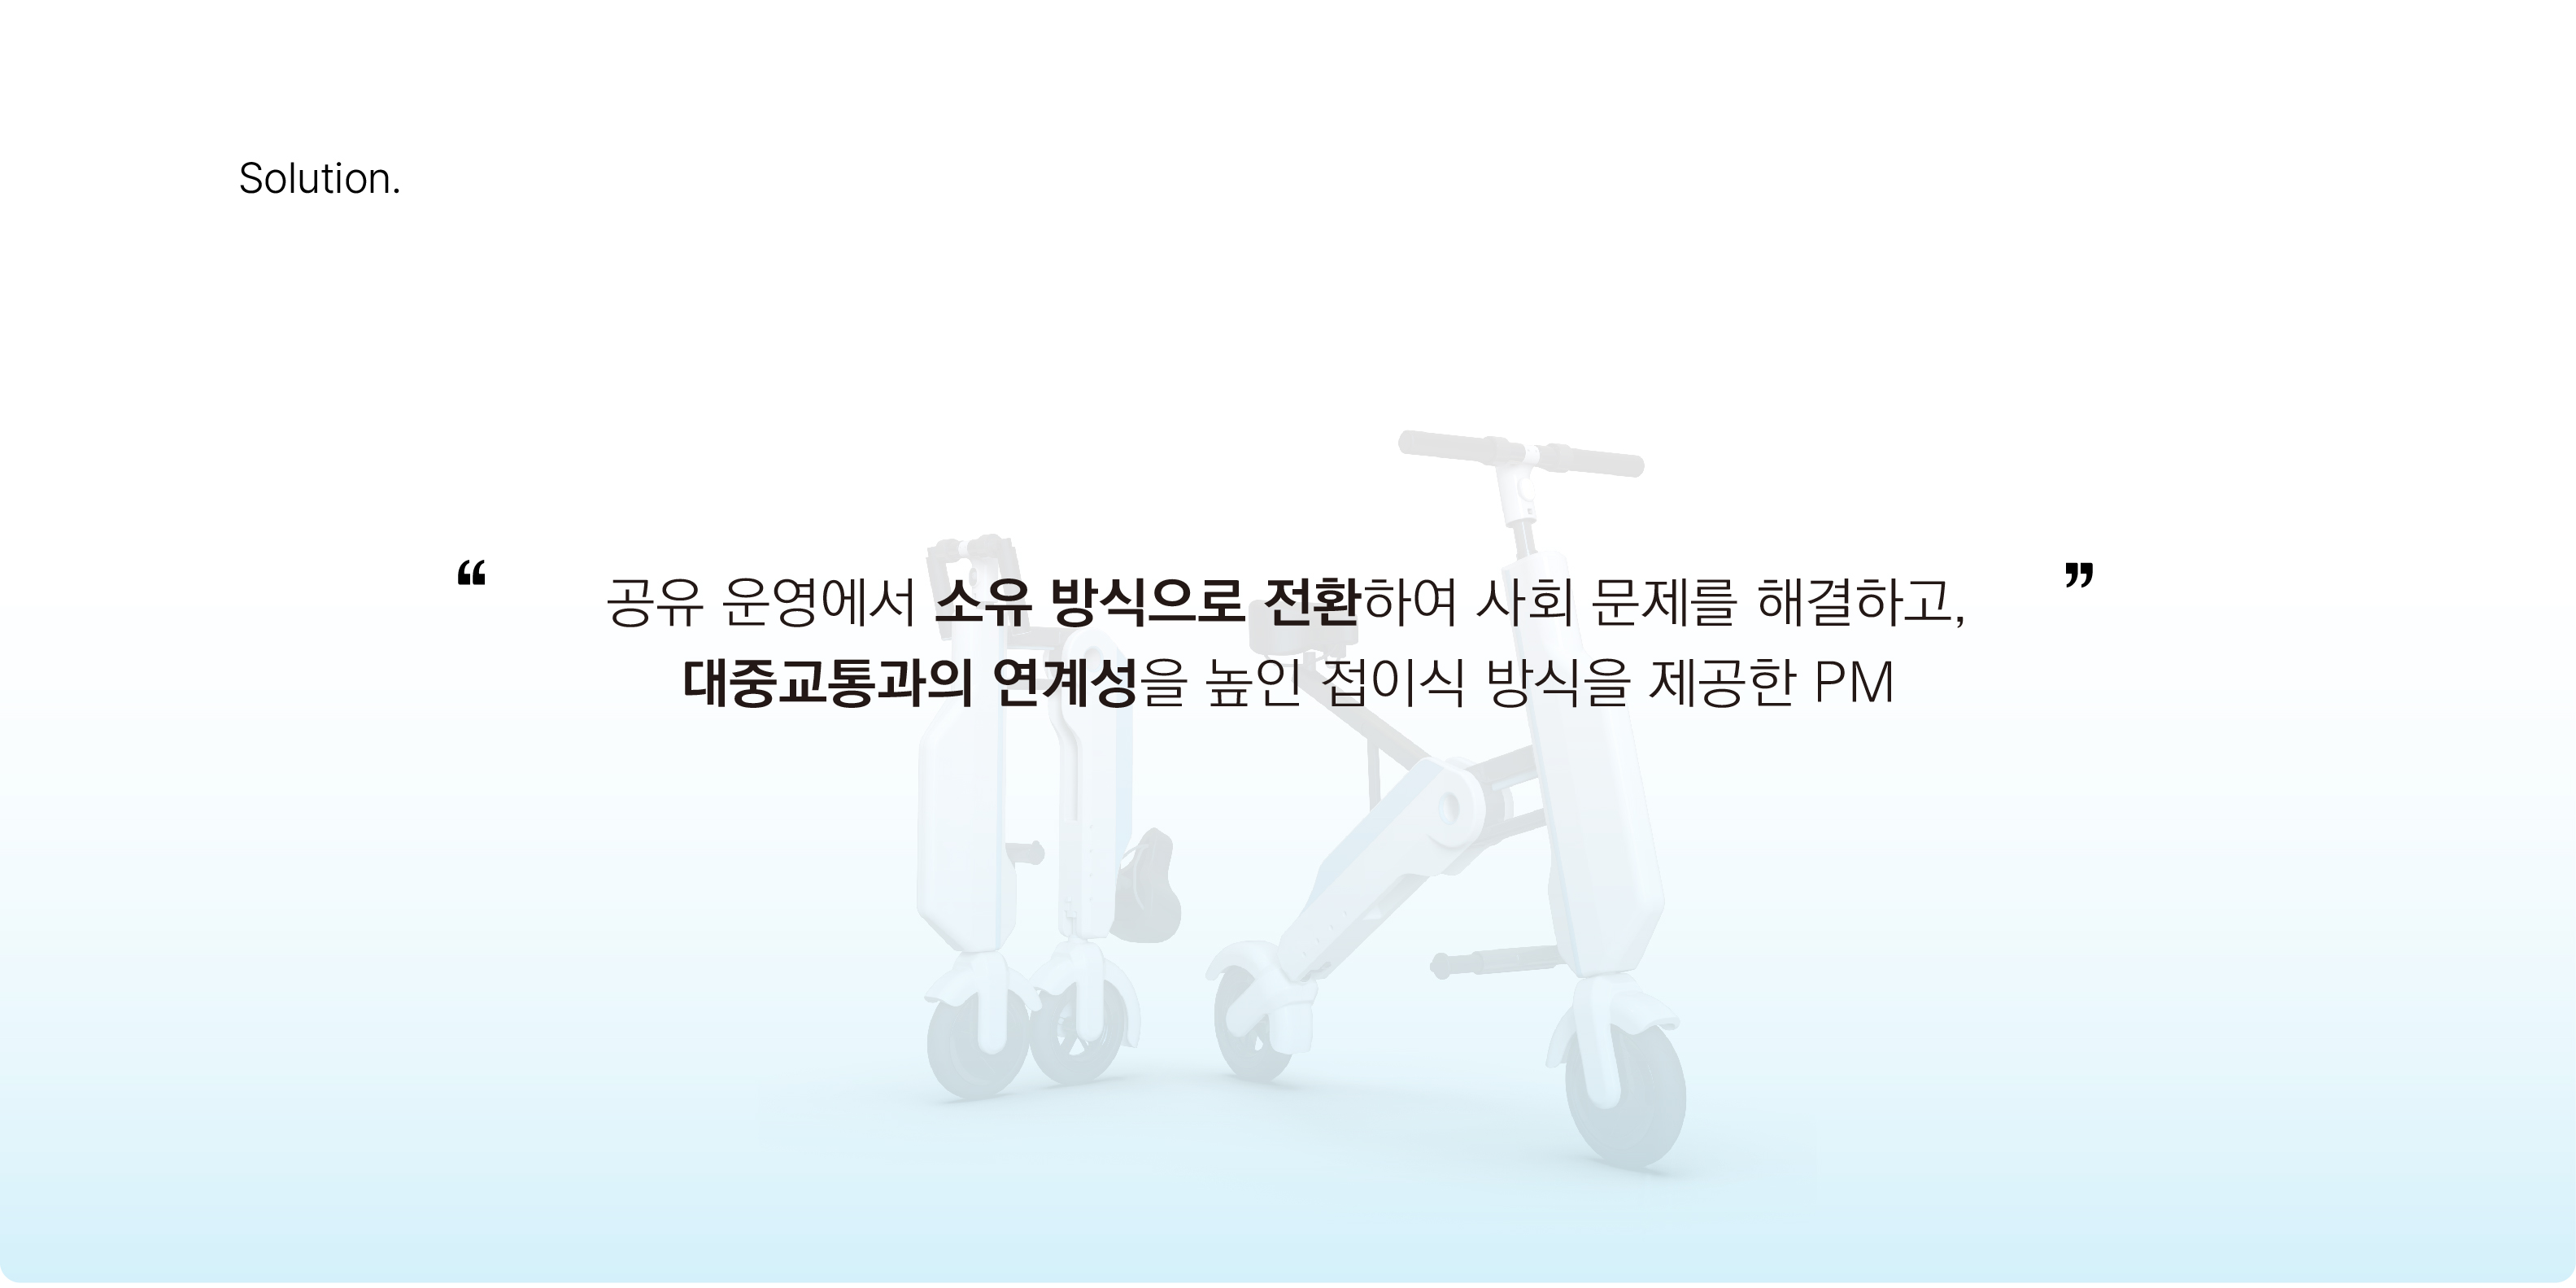 Solution.
“ 공유 운영에서 소유 방식으로 전환하여 사회 문제를 해결하고, ”
대중교통과의 연계성을 높인 접이식 방식을 제공한 PM